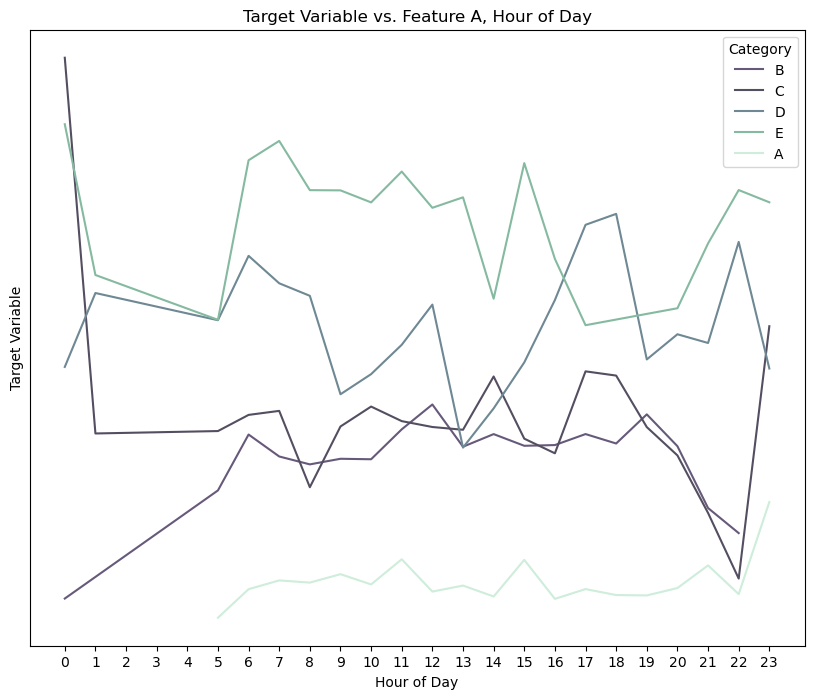 Target Variable vs. Feature A, Hour of Day
Category
B
C
D
E
A
Target Variable
0 1 2 3 4 5 6 7 8 9 10 11 12 13 14 15 16 17 18 19 20 21 22 23
Hour of Day